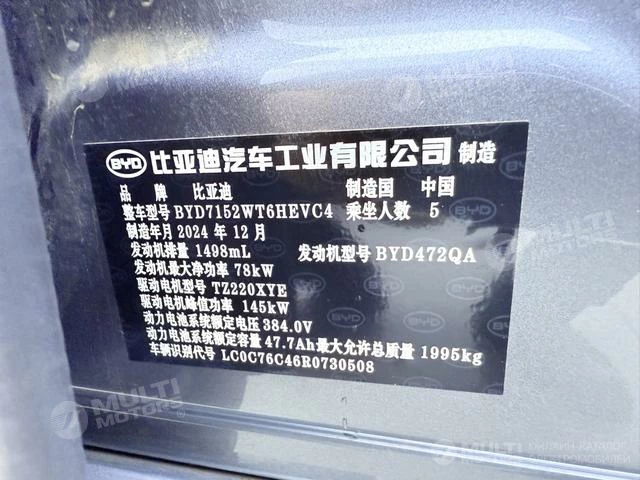 BYD 比亚迪汽车工业有限公司 制造
品 牌 比亚迪 制造国 中国
整车型号 BYD7152WT6HEVC4 乘坐人数 5
制造年月 2024 年 12 月
发动机排量 1498mL 发动机型号 BYD472QA
发动机最大净功率 78kW
驱动电机型号 TZ220XYE
驱动电机峰值功率 145kW
动力电池系统额定电压 384.0V
动力电池系统额定容量 47.7Ah 最大允许总质量 1995kg
车辆识别代号 LC0C76C46R0730508
MULTI MOTORS
MULTI ОНЛАЙН-КАТАЛОГ
ЭЛЕКТРОМОБИЛЕЙ